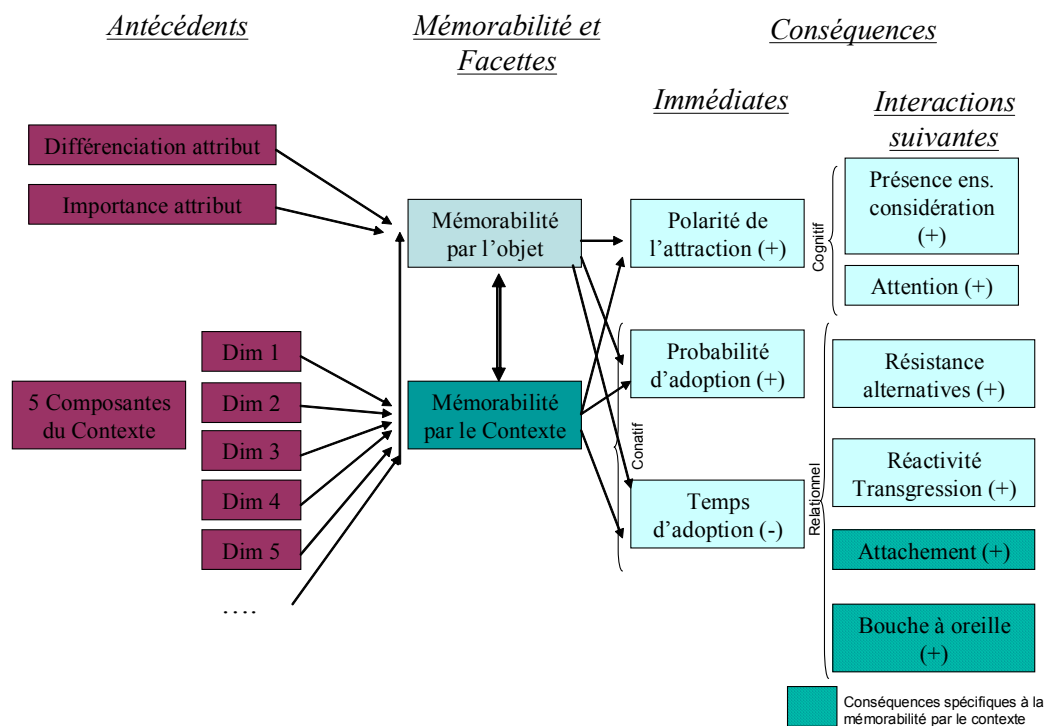 Antécédents
Mémorabilité et
Facettes
Conséquences
Immédiates
Interactions
suivantes
Différenciation attribut
Importance attribut
Mémorabilité
par l'objet
Polarité de
l'attraction (+)
Cognitif
Présence ens.
considération
(+)
Attention (+)
5 Composantes
du Contexte
Dim 1
Dim 2
Dim 3
Dim 4
Dim 5
....
Mémorabilité
par le Contexte
Conatif
Probabilité
d'adoption (+)
Temps
d'adoption (-)
Relationnel
Résistance
alternatives (+)
Réactivité
Transgression (+)
Attachement (+)
Bouche à oreille
(+)
Conséquences spécifiques à la
mémorabilité par le contexte